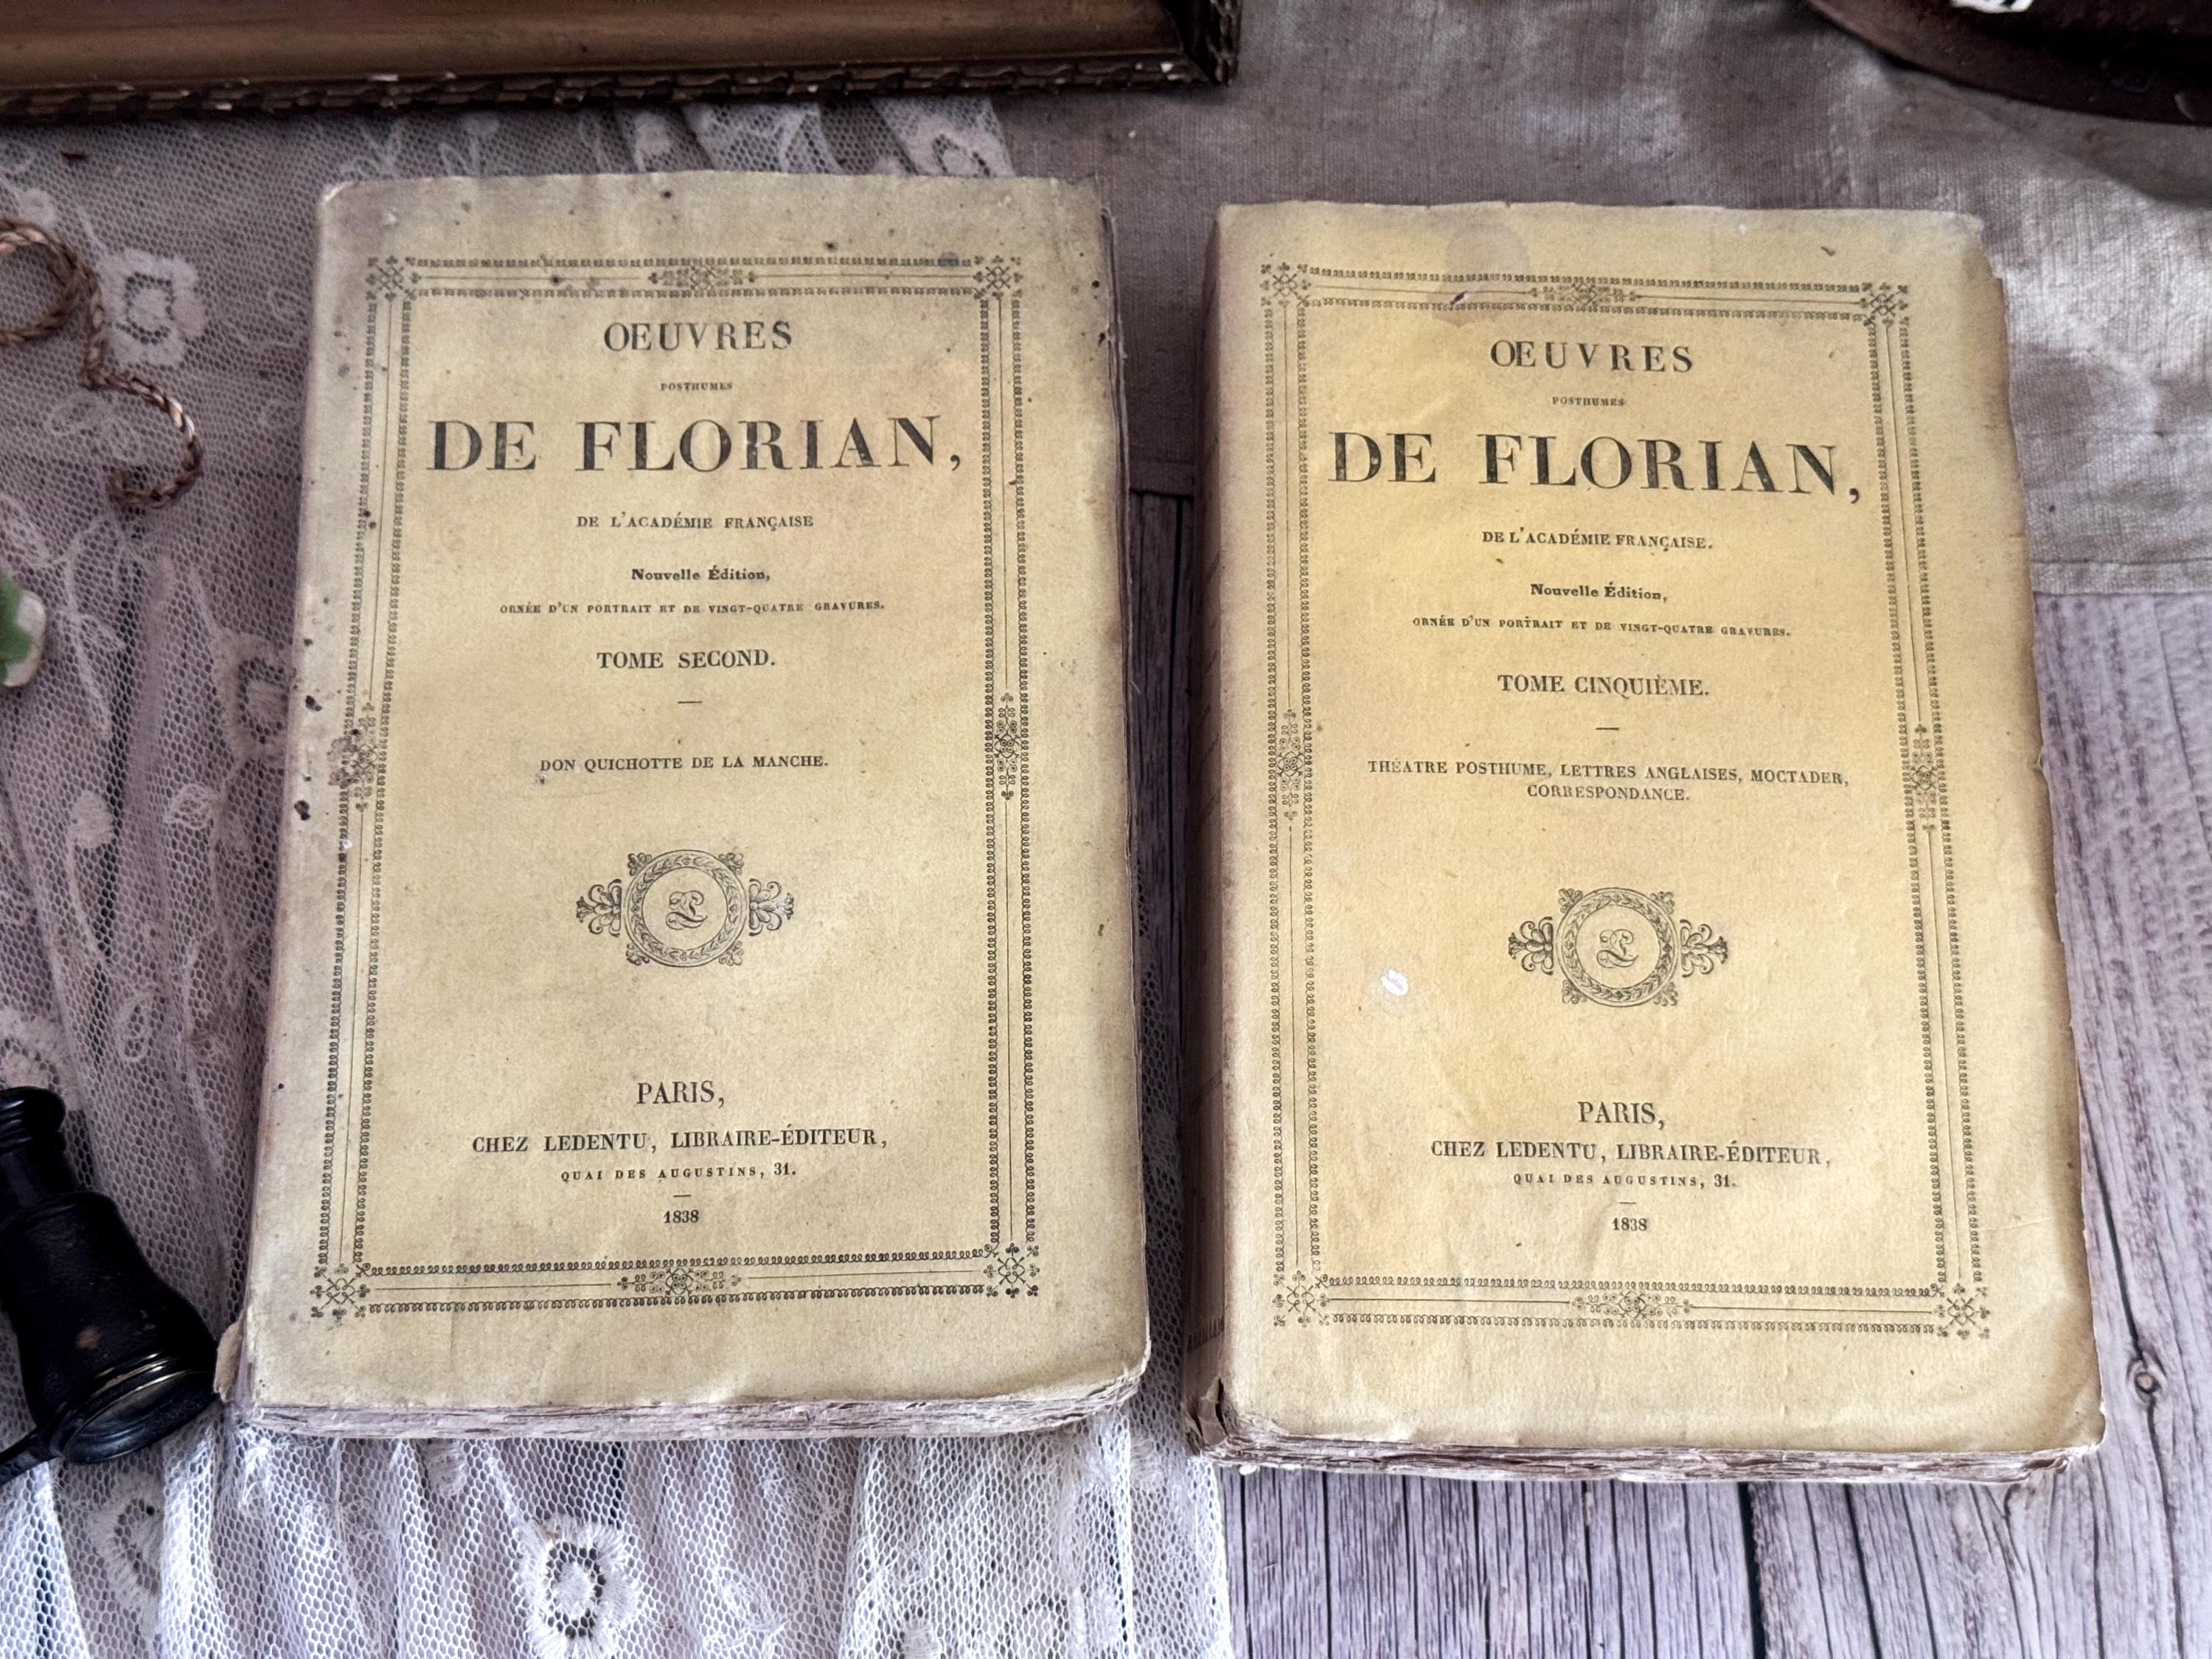 OEUVRES
POSTHUMES
DE FLORIAN,
DE L'ACADÉMIE FRANÇAISE
Nouvelle Édition,
ORNÉE D'UN PORTRAIT ET DE VINGT-QUATRE GRAVURES.
TOME SECOND.
DON QUICHOTTE DE LA MANCHE.
L
PARIS,
CHEZ LEDENTU, LIBRAIRE-ÉDITEUR,
QUAI DES AUGUSTINS, 31.
1838
OEUVRES
POSTHUMES
DE FLORIAN,
DE L'ACADÉMIE FRANÇAISE.
Nouvelle Édition,
ORNÉE D'UN PORTRAIT ET DE VINGT-QUATRE GRAVURES.
TOME CINQUIÈME.
THÉATRE POSTHUME, LETTRES ANGLAISES, MOCTADER,
CORRESPONDANCE.
L
PARIS,
CHEZ LEDENTU, LIBRAIRE-ÉDITEUR,
QUAI DES AUGUSTINS, 31.
1838